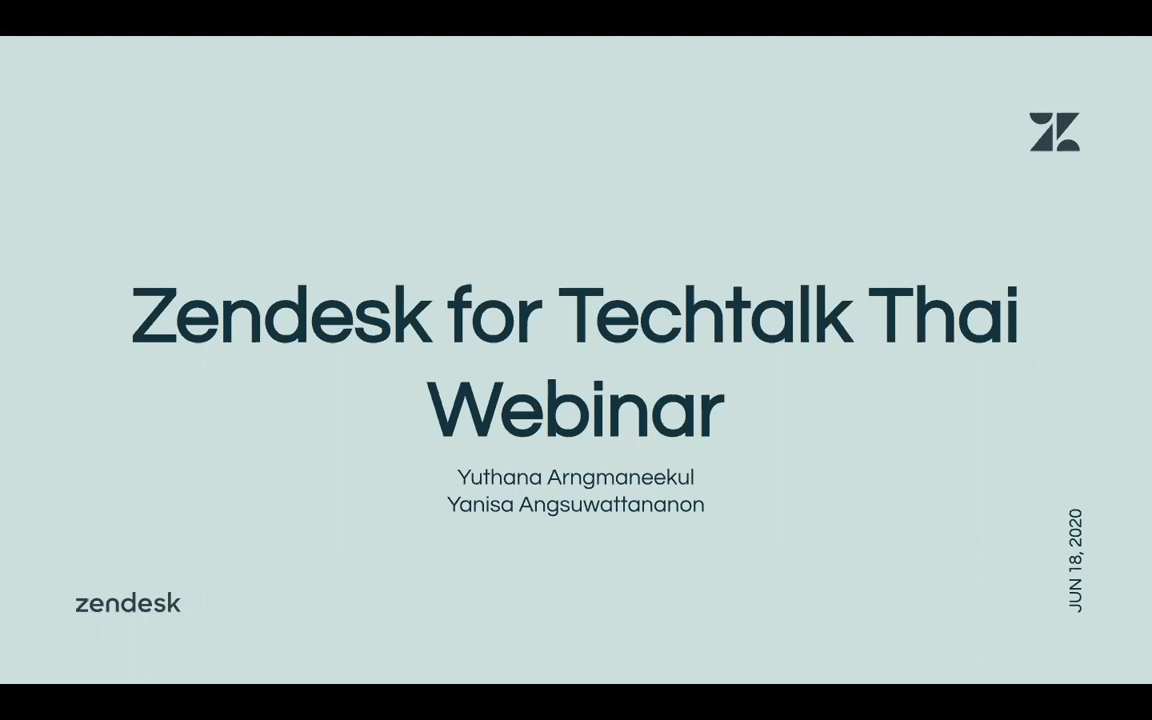 Zendesk for Techtalk Thai
Webinar
Yuthana Arngmaneekul
Yanisa Angsuwattananon
JUN 18, 2020
zendesk